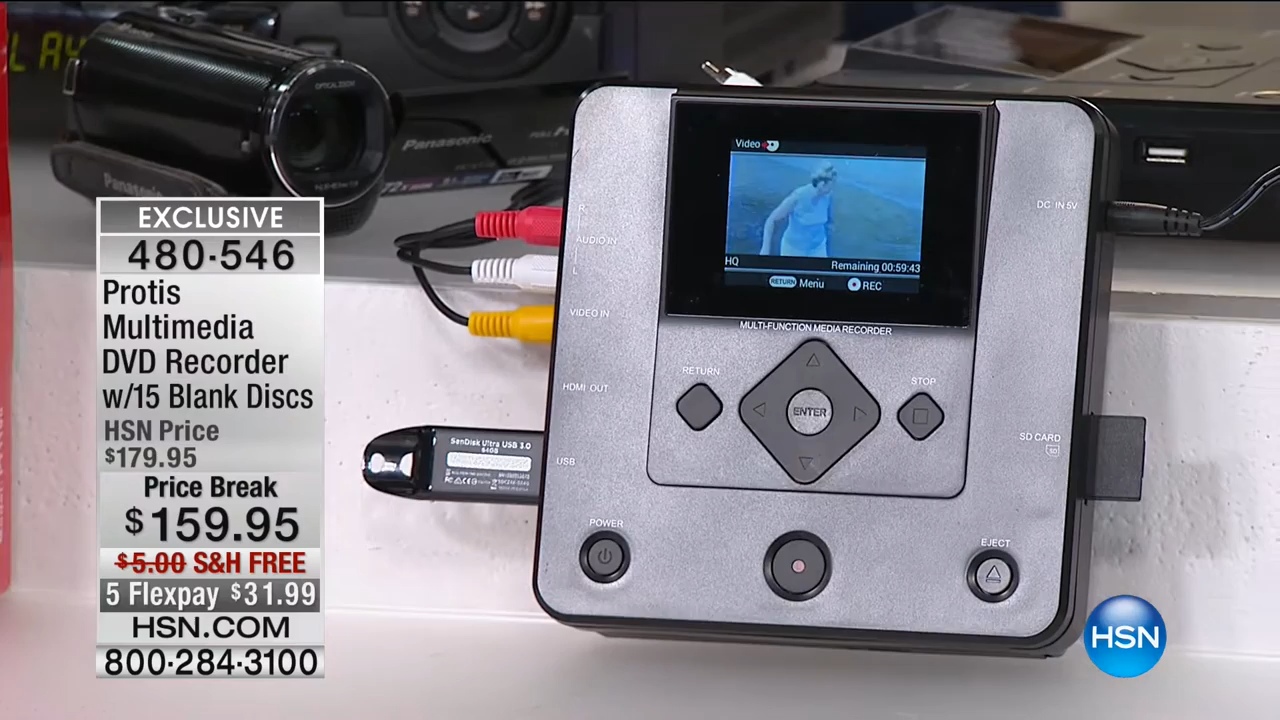 EXCLUSIVE
480·546
Protis
Multimedia
DVD Recorder
w/15 Blank Discs
HSN Price
$179.95
Price Break
$159.95
$5.00 S&H FREE
5 Flexpay $31.99
HSN.COM
800·284·3100
LAY
OPTICAL ZOOM
Panasonic
Panasonic
Video
HQ
Remaining 00:59:43
RETURN Menu
REC
MULTI-FUNCTION MEDIA RECORDER
R
AUDIO IN
L
VIDEO IN
HDMI OUT
USB
RETURN
STOP
ENTER
DC IN 5V
SD CARD
SD
SanDisk Ultra USB 3.0
64GB
POWER
EJECT
HSN